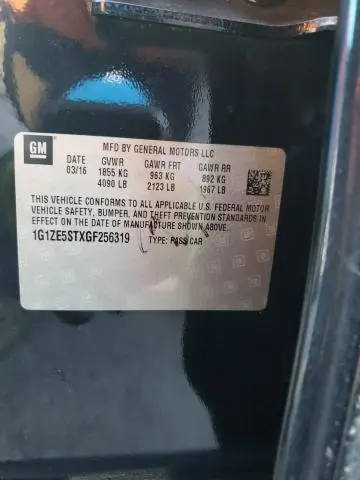 GM
MFD BY GENERAL MOTORS LLC
DATE GVWR GAWR FRT GAWR RR
03/16 1855 KG 963 KG 892 KG
4090 LB 2123 LB 1967 LB
THIS VEHICLE CONFORMS TO ALL APPLICABLE U.S. FEDERAL MOTOR
VEHICLE SAFETY, BUMPER, AND THEFT PREVENTION STANDARDS IN
EFFECT ON THE DATE OF MANUFACTURE SHOWN ABOVE.
1G1ZE5STXGF256319 TYPE: PASS CAR